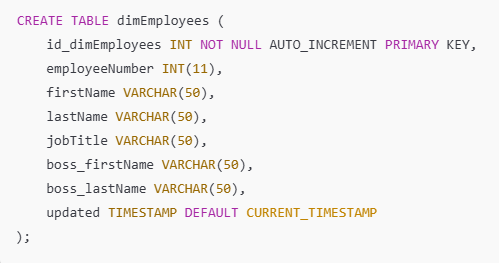 CREATE TABLE dimEmployees (
    id_dimEmployees INT NOT NULL AUTO_INCREMENT PRIMARY KEY,
    employeeNumber INT(11),
    firstName VARCHAR(50),
    lastName VARCHAR(50),
    jobTitle VARCHAR(50),
    boss_firstName VARCHAR(50),
    boss_lastName VARCHAR(50),
    updated TIMESTAMP DEFAULT CURRENT_TIMESTAMP
);